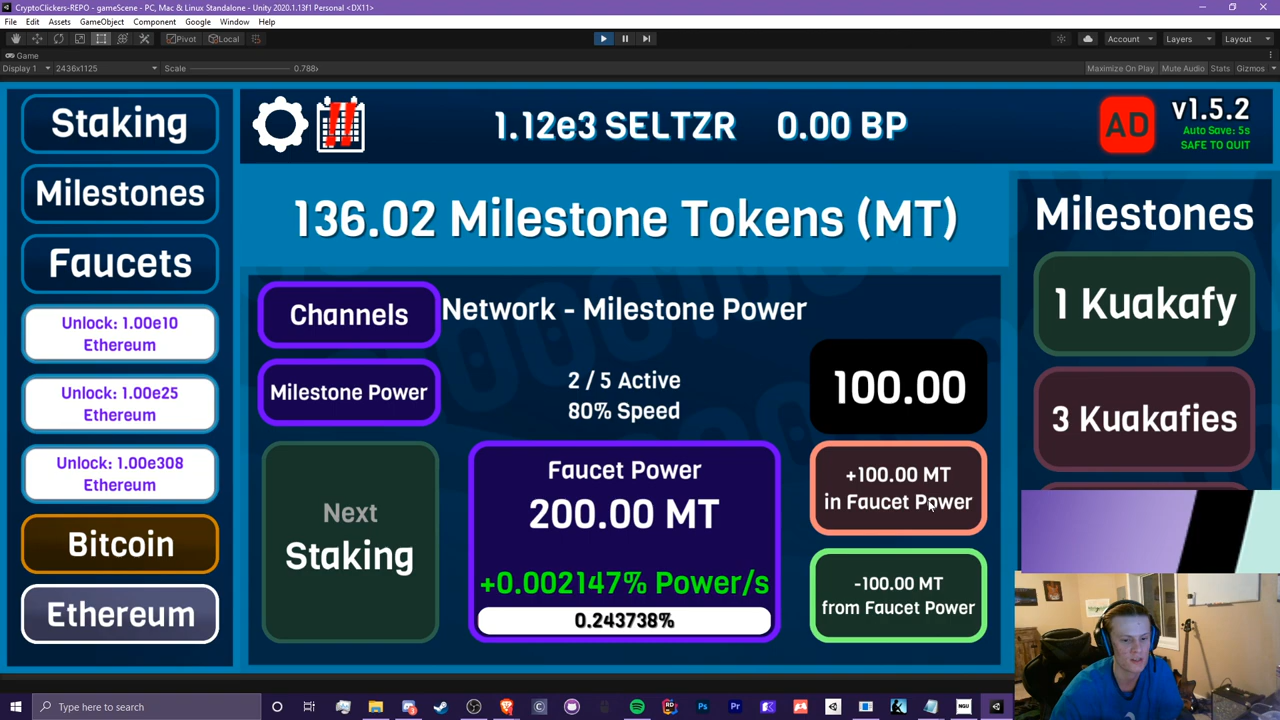 CryptoClickers-REPO - gameScene - PC, Mac & Linux Standalone - Unity 2020.1.13f1 Personal <DX11>
File Edit Assets GameObject Component Google Window Help
Pivot Local Account Layers Layout
Game
Display 1 2436x1125 Scale 0.788x Maximize On Play Mute Audio Stats Gizmos
Staking
Milestones
Faucets
Unlock: 1.00e10
Ethereum
Unlock: 1.00e25
Ethereum
Unlock: 1.00e308
Ethereum
Bitcoin
Ethereum
!!
1.12e3 SELTZR 0.00 BP
AD
v1.5.2
Auto Save: 5s
SAFE TO QUIT
136.02 Milestone Tokens (MT)
Channels
Milestone Power
Network - Milestone Power
2 / 5 Active
80% Speed
100.00
Next
Staking
Faucet Power
200.00 MT
+0.002147% Power/s
0.243738%
+100.00 MT
in Faucet Power
-100.00 MT
from Faucet Power
Milestones
1 Kuakafy
3 Kuakafies
Type here to search
RD
Ps
Pr
NGU